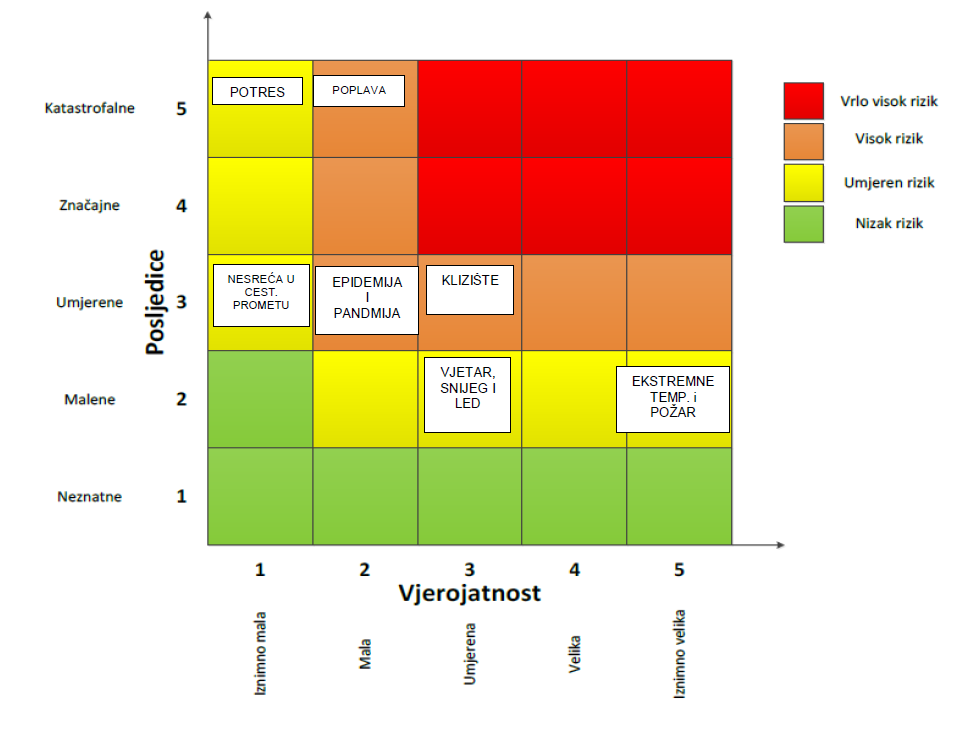 POTRES
POPLAVA
Katastrofalne
5
Značajne
4
NESREĆA U
CEST.
PROMETU
EPIDEMIJA
I
PANDMIJA
KLIZIŠTE
Umjerene
3
VJETAR,
SNIJEG I
LED
EKSTREMNE
TEMP. i
POŽAR
Malene
2
Neznatne
1
Posljedice
1
2
3
4
5
Vjerojatnost
Iznimno mala
Mala
Umjerena
Velika
Iznimno velika
Vrlo visok rizik
Visok rizik
Umjeren rizik
Nizak rizik